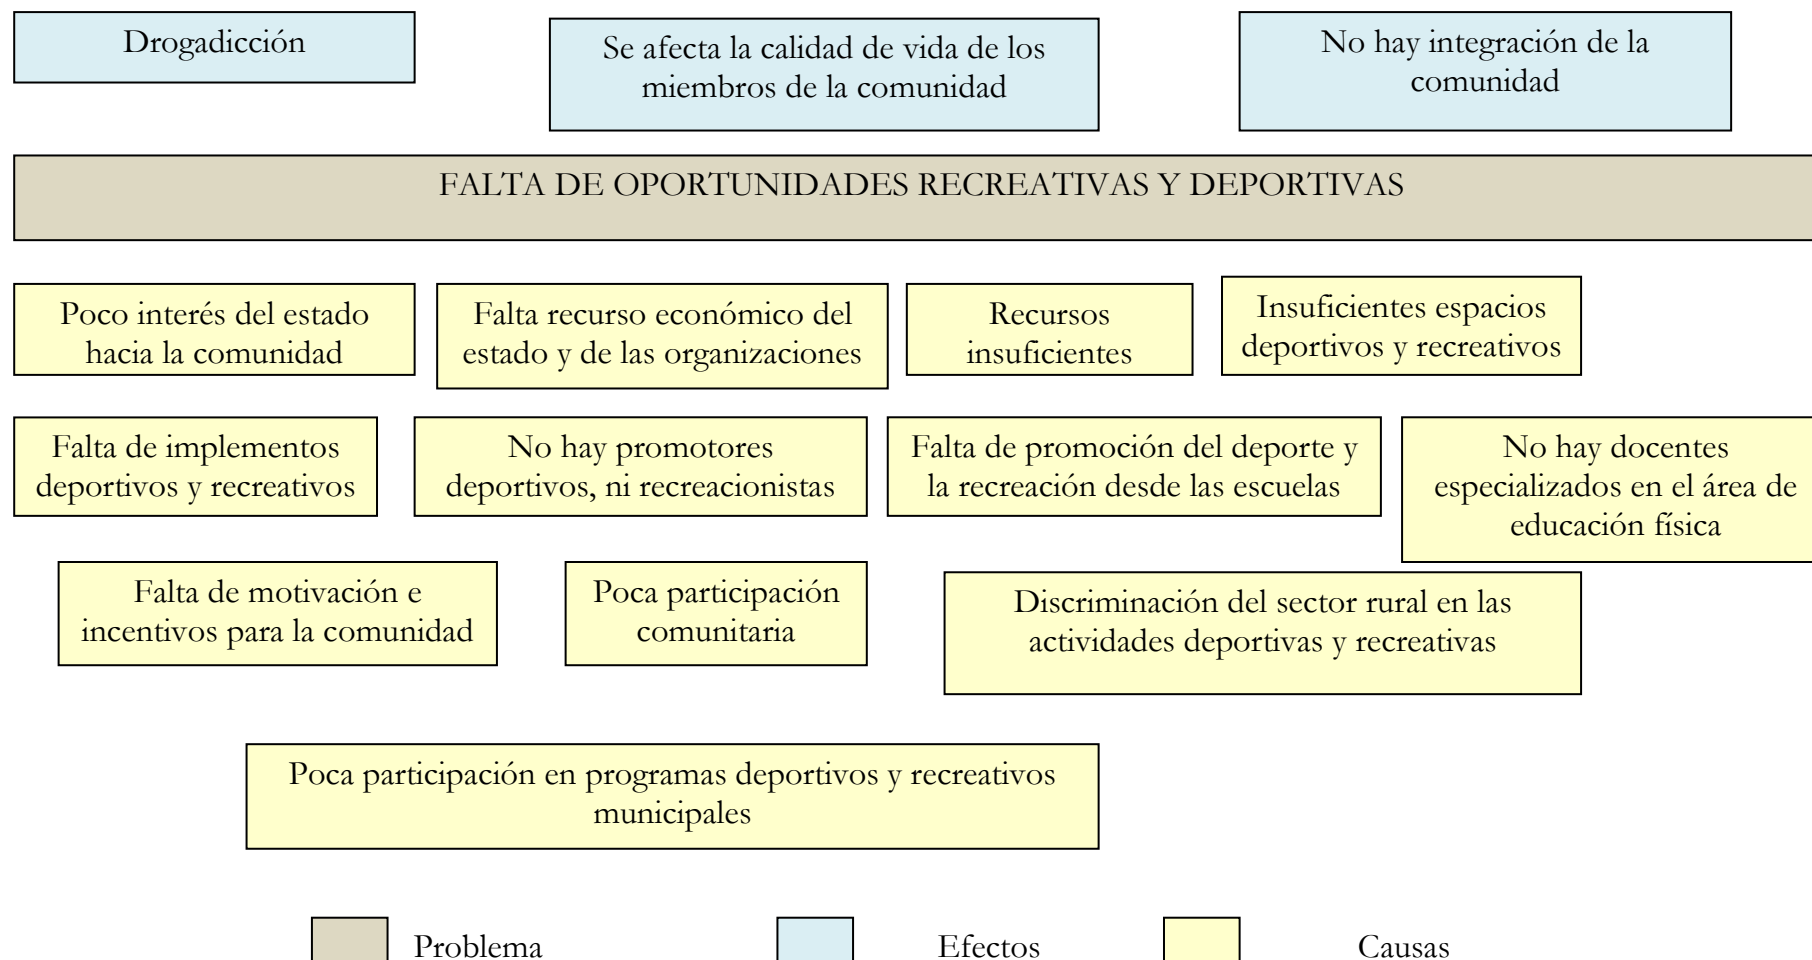 Drogadicción
Se afecta la calidad de vida de los
miembros de la comunidad
No hay integración de la
comunidad
FALTA DE OPORTUNIDADES RECREATIVAS Y DEPORTIVAS
Poco interés del estado
hacia la comunidad
Falta recurso económico del
estado y de las organizaciones
Recursos
insuficientes
Insuficientes espacios
deportivos y recreativos
Falta de implementos
deportivos y recreativos
No hay promotores
deportivos, ni recreacionistas
Falta de promoción del deporte y
la recreación desde las escuelas
No hay docentes
especializados en el área de
educación física
Falta de motivación e
incentivos para la comunidad
Poca participación
comunitaria
Discriminación del sector rural en las
actividades deportivas y recreativas
Poca participación en programas deportivos y recreativos
municipales
Problema
Efectos
Causas